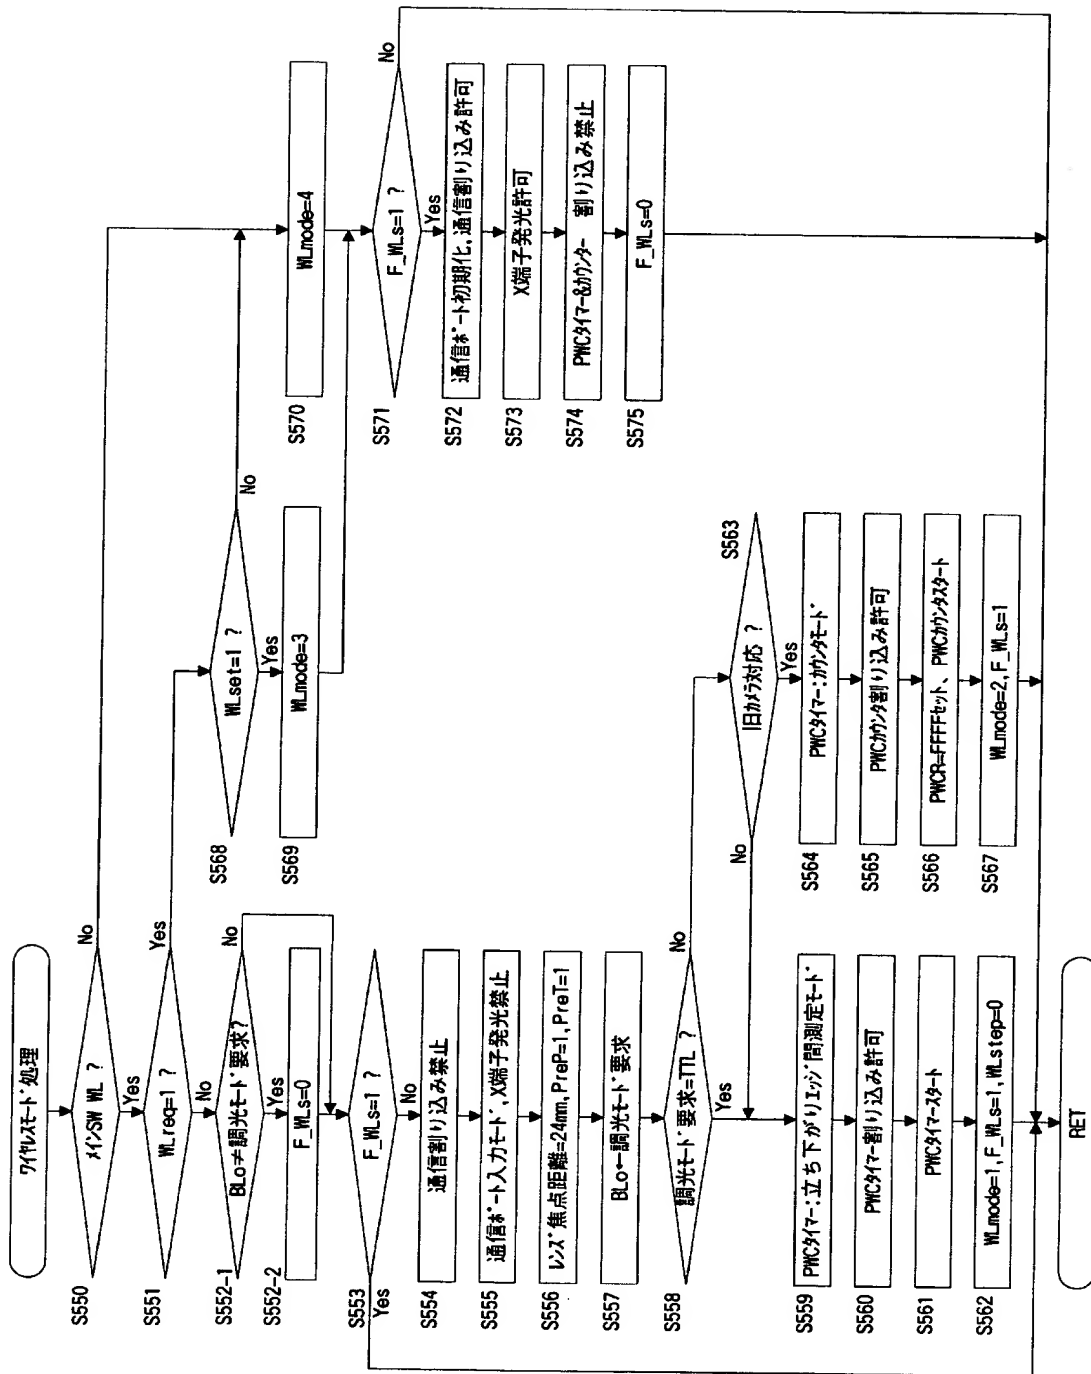 ワイヤレスモード処理
S550
メインSW WL ?
No
Yes
S551
WLreq=1 ?
Yes
No
S552-1
BLo≠調光モード要求?
No
Yes
S552-2
F_WLs=0
S553
F_WLs=1 ?
Yes
No
S554
通信割り込み禁止
S555
通信ポート入力モード,X端子発光禁止
S556
レンズ焦点距離=24mm,PreP=1,PreT=1
S557
BLo←調光モード要求
S558
調光モード要求=TTL ?
No
Yes
S559
PWCタイマー:立ち下がりエッジ間測定モード
S560
PWCタイマー割り込み許可
S561
PWCタイマースタート
S562
WLmode=1,F_WLs=1,WLstep=0
RET
S563
旧カメラ対応 ?
No
Yes
S564
PWCタイマー:カウンタモード
S565
PWCカウンタ割り込み許可
S566
PWCR=FFFFセット、PWCカウンタスタート
S567
WLmode=2,F_WLs=1
S568
WLset=1 ?
No
Yes
S569
WLmode=3
S570
WLmode=4
S571
F_WLs=1 ?
No
Yes
S572
通信ポート初期化,通信割り込み許可
S573
X端子発光許可
S574
PWCタイマー&カウンター 割り込み禁止
S575
F_WLs=0